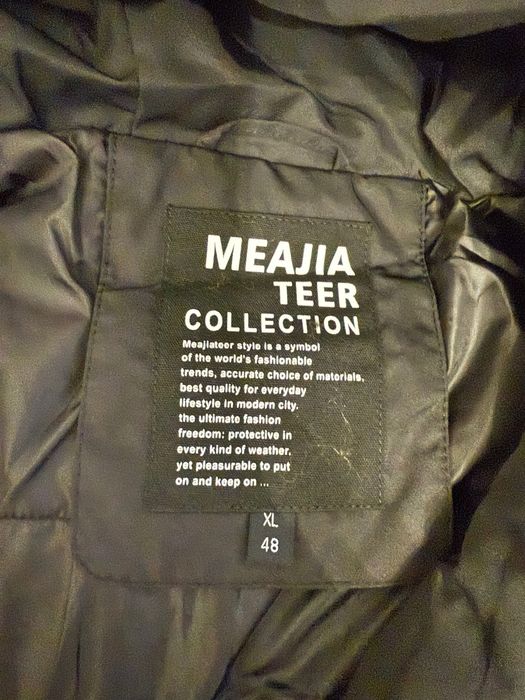 MEAJIA
TEER
COLLECTION
Meajiateer style is a symbol
of the world's fashionable
trends, accurate choice of materials.
best quality for everyday
lifestyle in modern city.
the ultimate fashion
freedom: protective in
every kind of weather.
yet pleasurable to put
on and keep on ...
XL
48